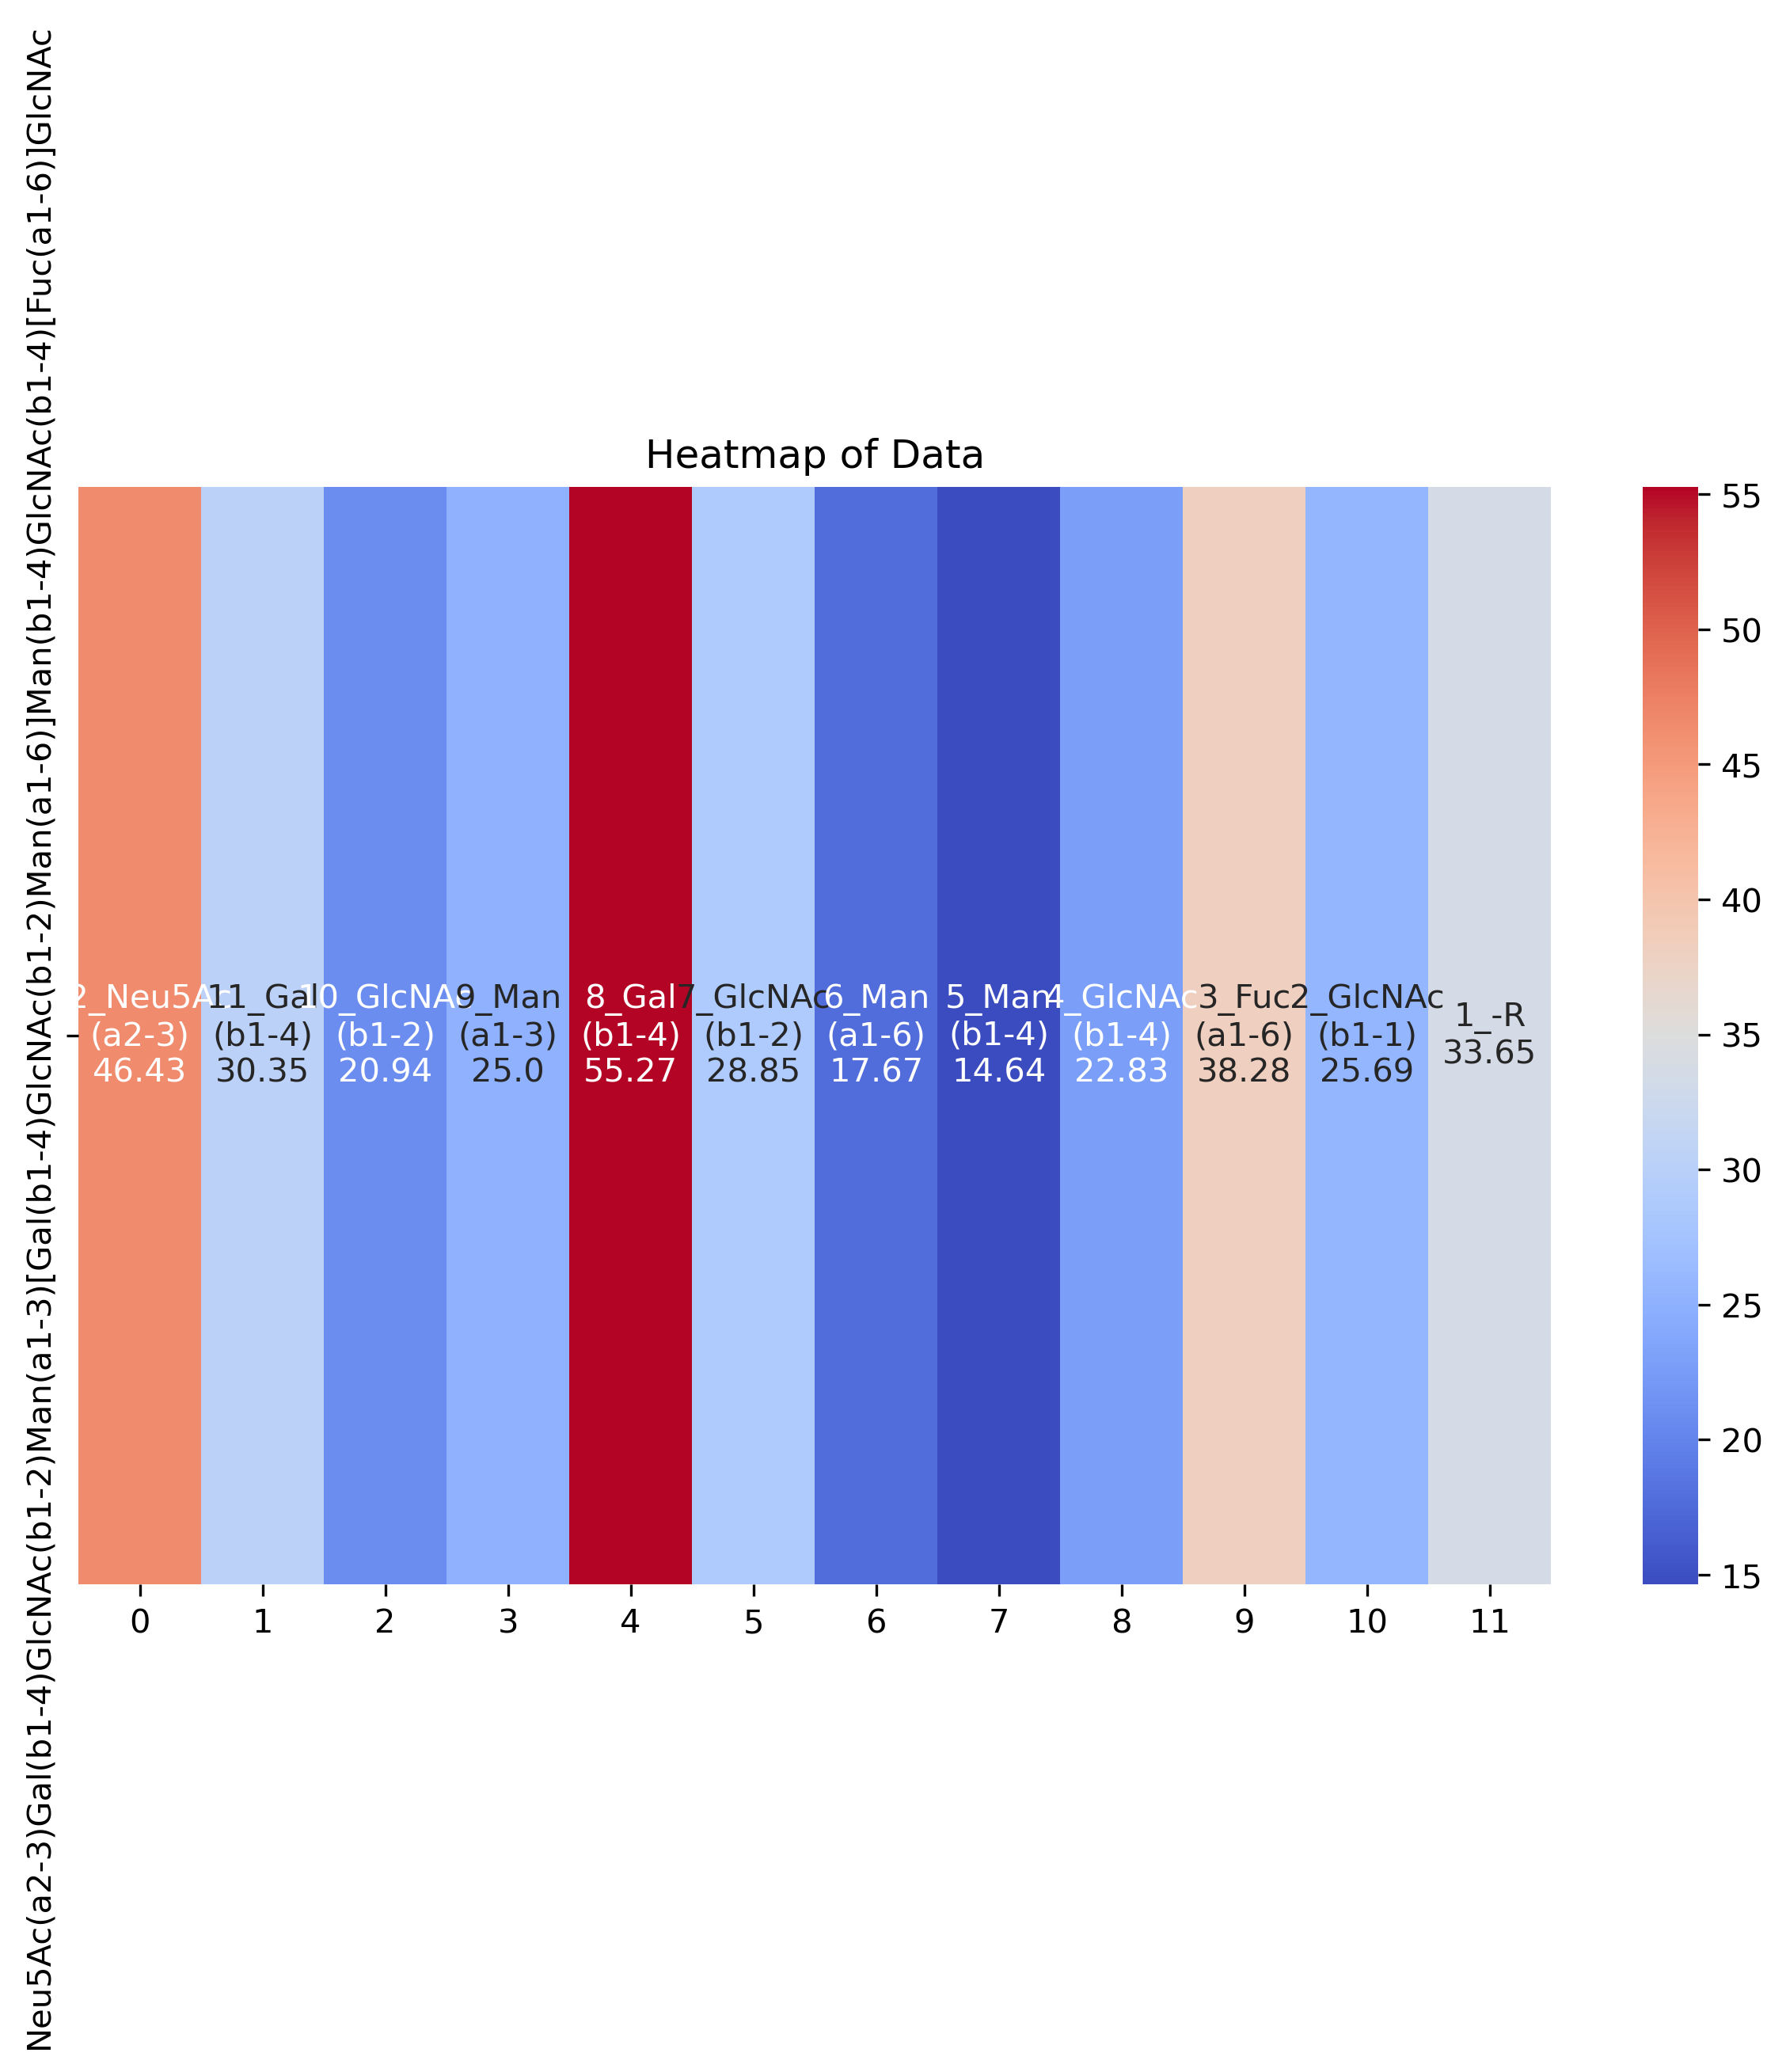 Heatmap of Data
Neu5Ac(a2-3)Gal(b1-4)GlcNAc(b1-2)Man(a1-3)[Gal(b1-4)GlcNAc(b1-2)Man(a1-6)]Man(b1-4)GlcNAc(b1-4)[Fuc(a1-6)]GlcNAc
2_Neu5Ac
(a2-3)
46.43
11_Gal
(b1-4)
30.35
10_GlcNAc
(b1-2)
20.94
9_Man
(a1-3)
25.0
8_Gal
(b1-4)
55.27
7_GlcNAc
(b1-2)
28.85
6_Man
(a1-6)
17.67
5_Man
(b1-4)
14.64
4_GlcNAc
(b1-4)
22.83
3_Fuc
(a1-6)
38.28
2_GlcNAc
(b1-1)
25.69
1_-R
33.65
0 1 2 3 4 5 6 7 8 9 10 11
55
50
45
40
35
30
25
20
15